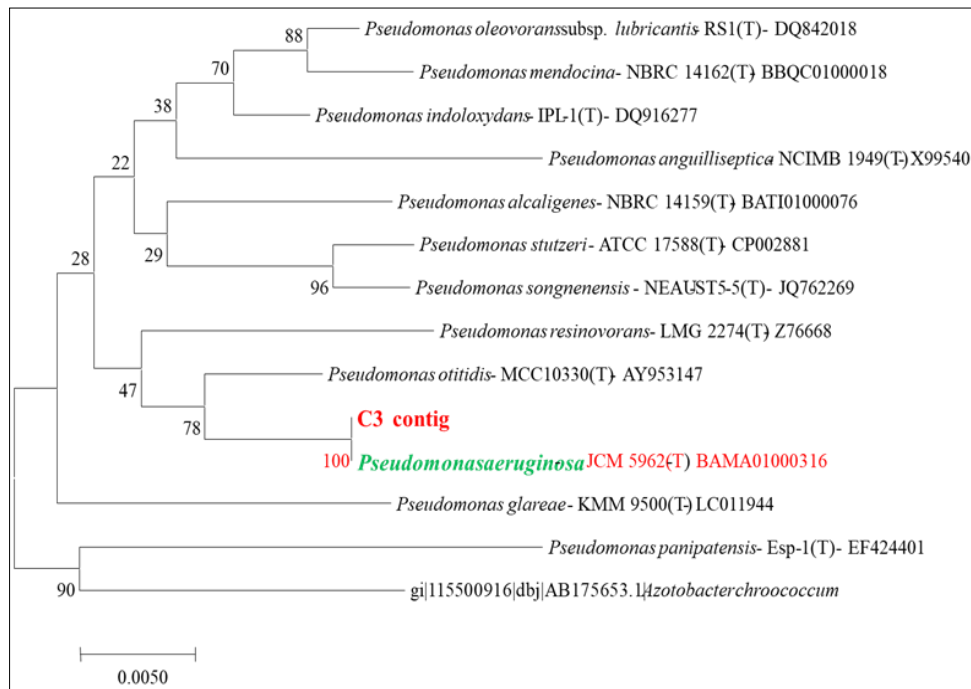 88 Pseudomonas oleovoranssubsp. lubricantis- RS1(T)- DQ842018
70 Pseudomonas mendocina- NBRC 14162(T)- BBQC01000018
38 Pseudomonas indoloxydans- IPL-1(T)- DQ916277
22 Pseudomonas anguilliseptica NCIMB 1949(T-)X99540
Pseudomonas alcaligenes- NBRC 14159(T)- BATI01000076
28 29 Pseudomonas stutzeri- ATCC 17588(T)- CP002881
96 Pseudomonas songnenensis - NEAUST5-5(T)- JQ762269
Pseudomonas resinovorans- LMG 2274(T)- Z76668
47 Pseudomonas otitidis- MCC10330(T)- AY953147
78 C3 contig
100 Pseudomonasaeruginosa- JCM 5962(-T) BAMA01000316
Pseudomonas glareae- KMM 9500(T-) LC011944
Pseudomonas panipatensis- Esp-1(T)- EF424401
90 gi|115500916|dbj|AB175653.1|Azotobacterchroococcum
0.0050